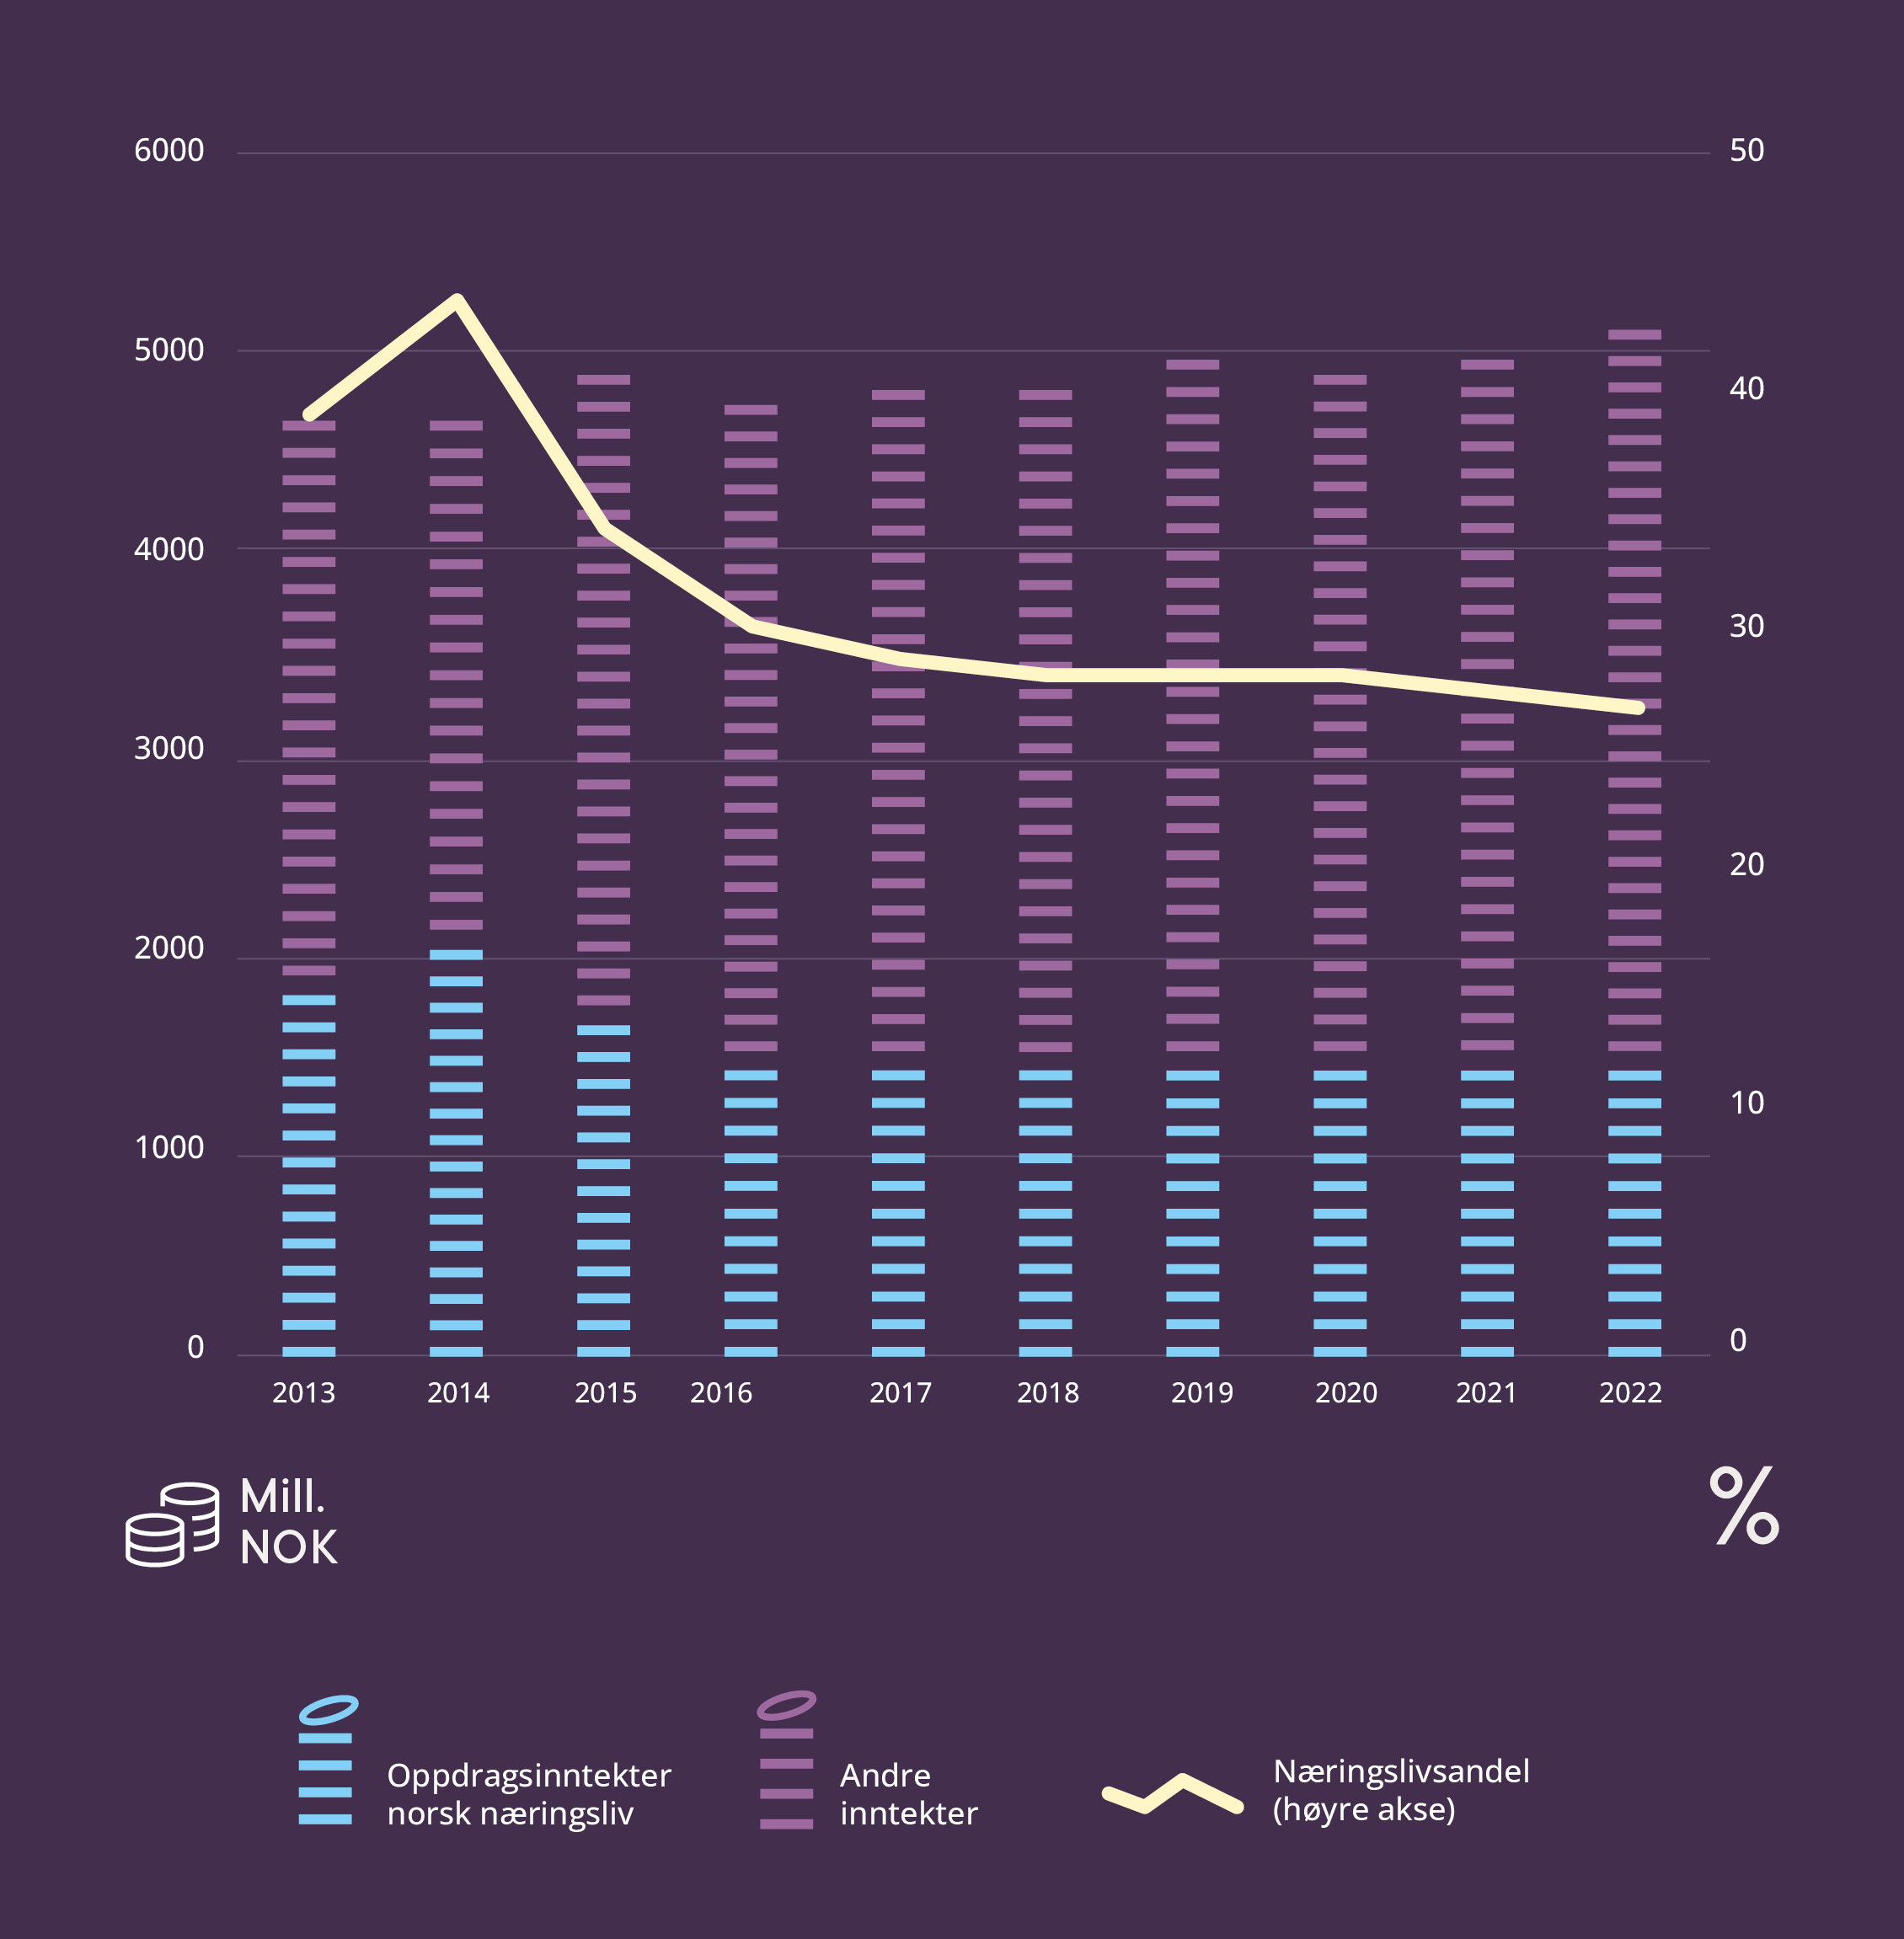 6000 50
5000
40
4000
30
3000
20
2000
10
1000
0 0
2013 2014 2015 2016 2017 2018 2019 2020 2021 2022
Mill.
NOK
%
Oppdragsinntekter
norsk næringsliv
Andre
inntekter
Næringslivsandel
(høyre akse)